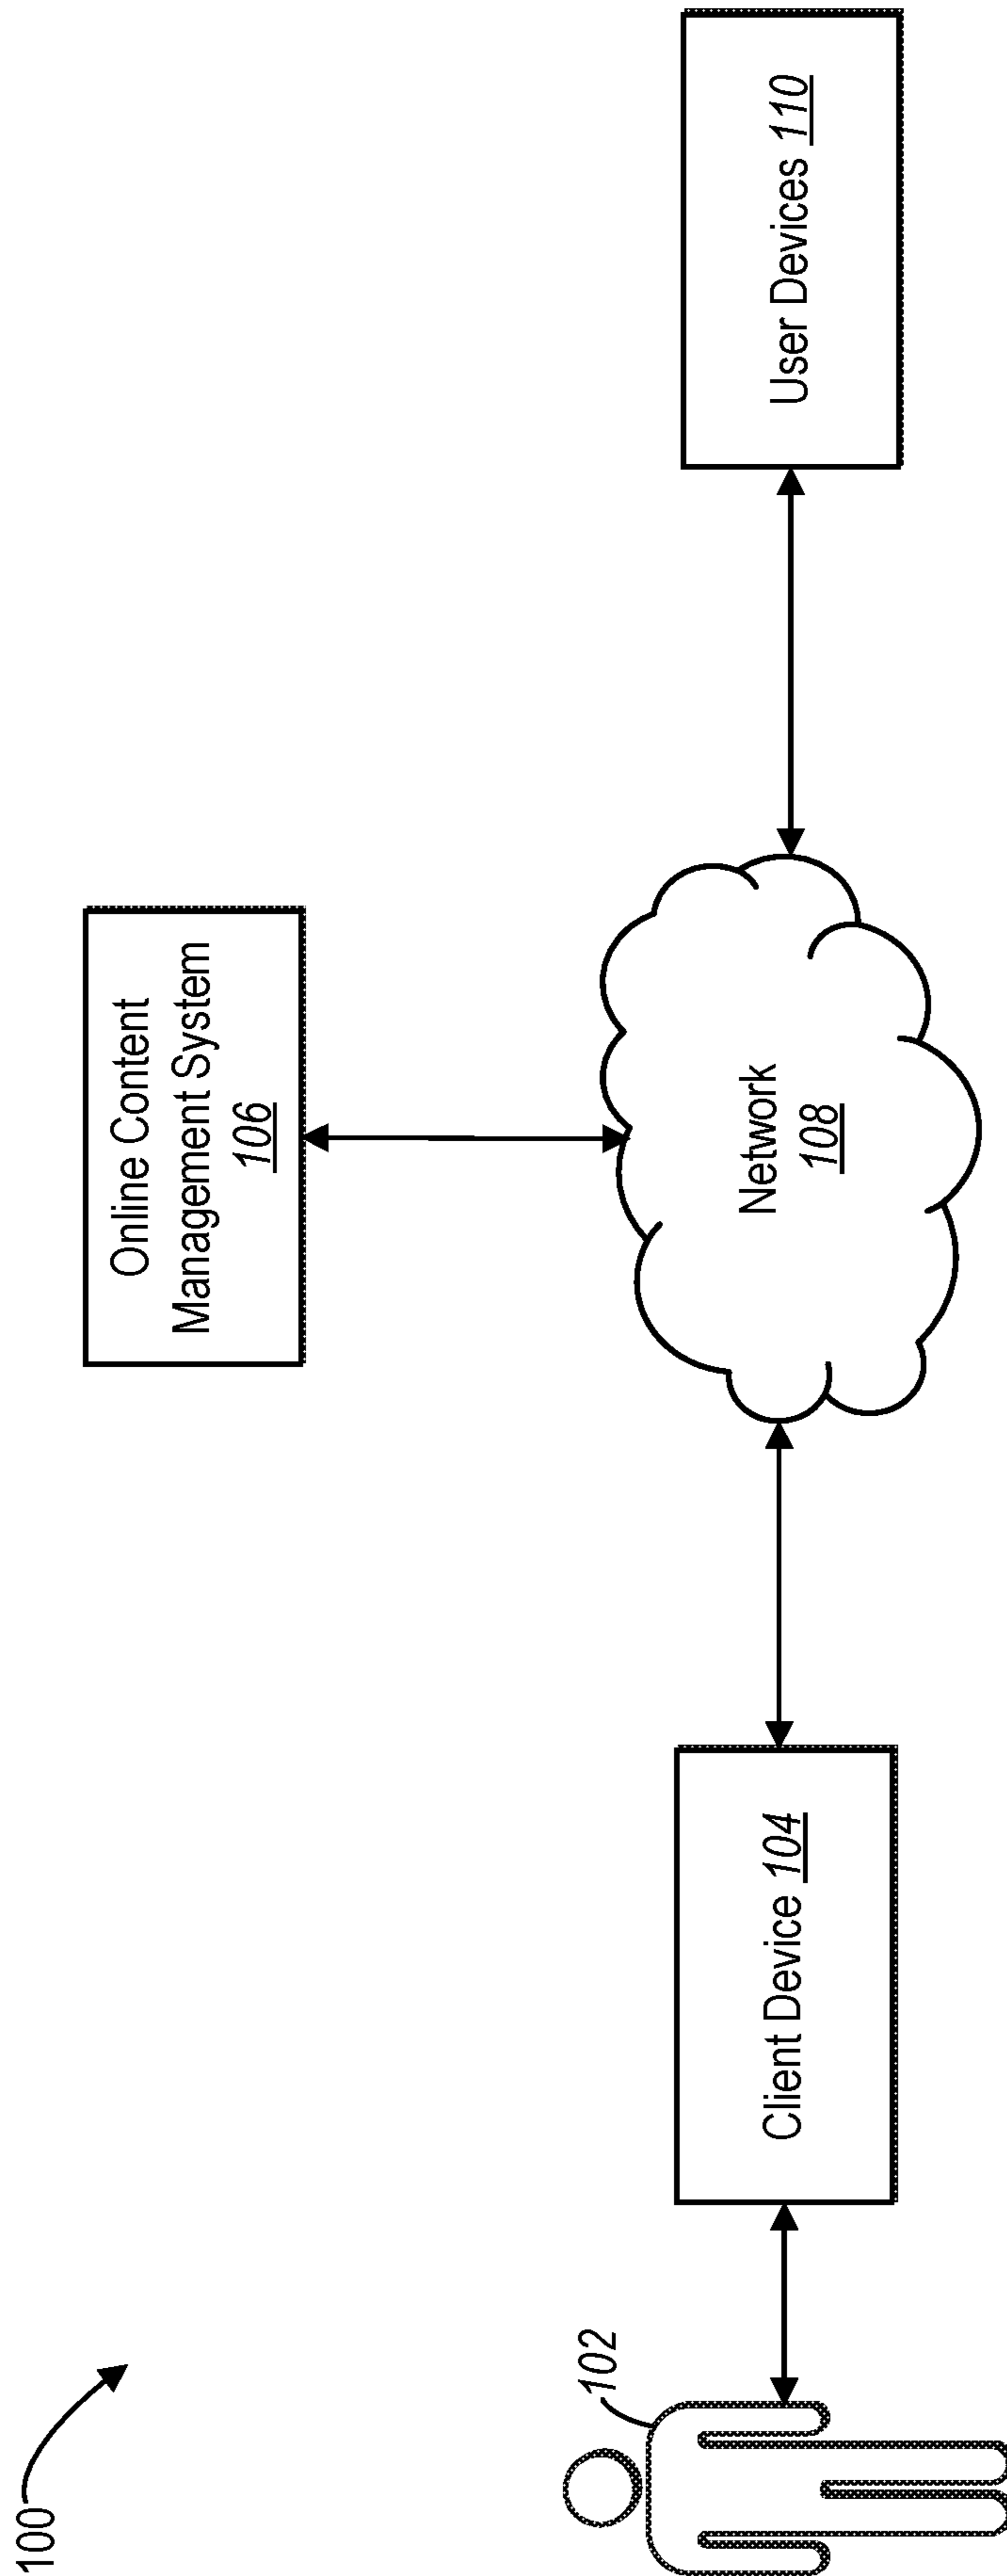 100
102
Client Device 104
Online Content
Management System
106
Network
108
User Devices 110